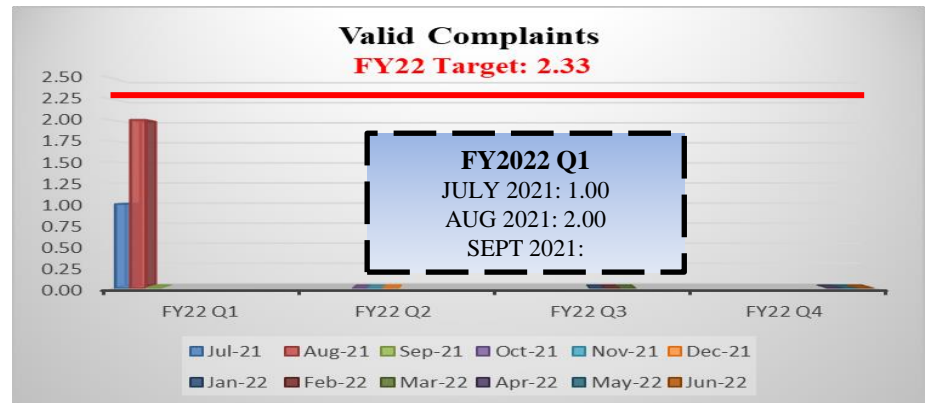 Valid Complaints
FY22 Target: 2.33
2.50
2.25
2.00
1.75
1.50
1.25
1.00
0.75
0.50
0.25
0.00
FY2022 Q1
JULY 2021: 1.00
AUG 2021: 2.00
SEPT 2021:
FY22 Q1 FY22 Q2 FY22 Q3 FY22 Q4
Jul-21 Aug-21 Sep-21 Oct-21 Nov-21 Dec-21
Jan-22 Feb-22 Mar-22 Apr-22 May-22 Jun-22